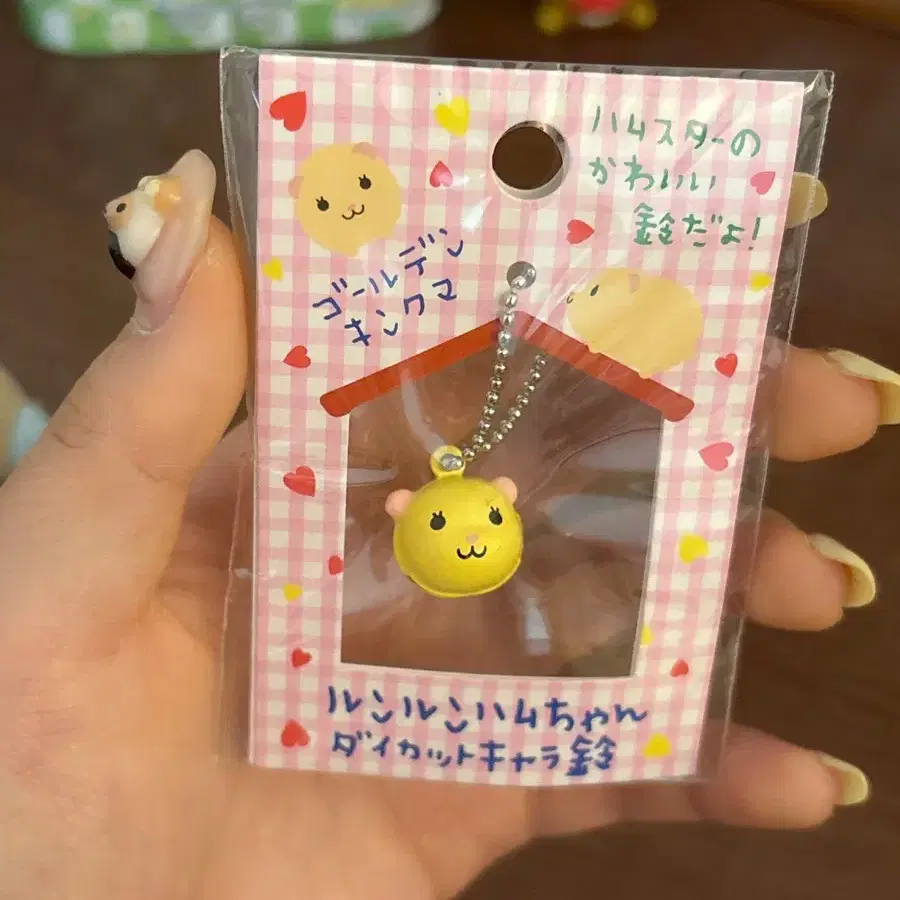 ハムスターの
かわいい
鈴だよ!
ゴールデン
キンクマ
ルンルンハムちゃん
ダイカットキャラ鈴